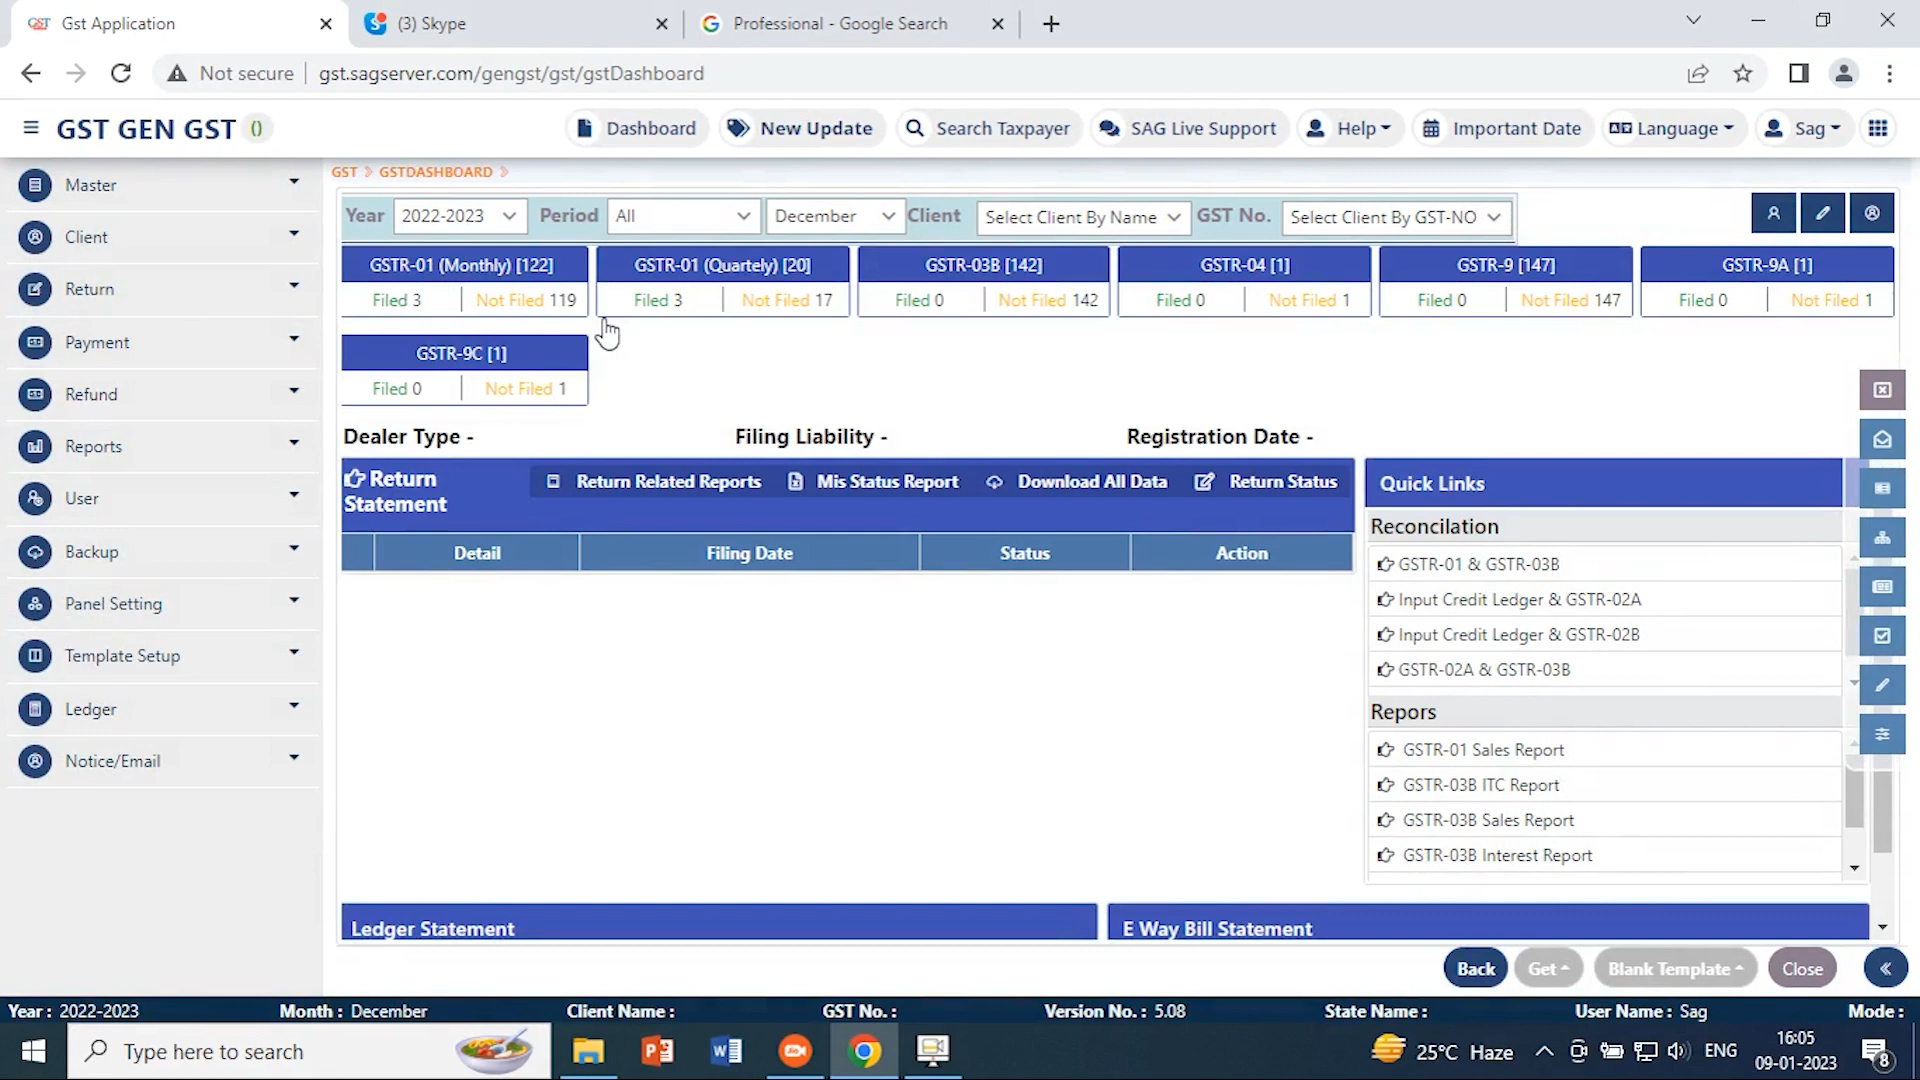 Gst Application
(3) Skype
Professional - Google Search
Not secure
gst.sagserver.com/gengst/gst/gstDashboard
GST GEN GST ()
Dashboard
New Update
Search Taxpayer
SAG Live Support
Help
Important Date
Language
Sag
Master
Client
Return
Payment
Refund
Reports
User
Backup
Panel Setting
Template Setup
Ledger
Notice/Email
GST » GSTDASHBOARD »
Year 2022-2023 Period All December Client Select Client By Name GST No. Select Client By GST-NO
GSTR-01 (Monthly) [122]
Filed 3 Not Filed 119
GSTR-01 (Quartely) [20]
Filed 3 Not Filed 17
GSTR-03B [142]
Filed 0 Not Filed 142
GSTR-04 [1]
Filed 0 Not Filed 1
GSTR-9 [147]
Filed 0 Not Filed 147
GSTR-9A [1]
Filed 0 Not Filed 1
GSTR-9C [1]
Filed 0 Not Filed 1
Dealer Type - Filing Liability - Registration Date -
Return
Statement
Return Related Reports
Mis Status Report
Download All Data
Return Status
Detail Filing Date Status Action
Quick Links
Reconcilation
GSTR-01 & GSTR-03B
Input Credit Ledger & GSTR-02A
Input Credit Ledger & GSTR-02B
GSTR-02A & GSTR-03B
Repors
GSTR-01 Sales Report
GSTR-03B ITC Report
GSTR-03B Sales Report
GSTR-03B Interest Report
Ledger Statement
E Way Bill Statement
Back Get Blank Template Close
Year : 2022-2023 Month : December Client Name : GST No. : Version No. : 5.08 State Name : User Name : Sag Mode :
Type here to search
25°C Haze
ENG
16:05
09-01-2023
8